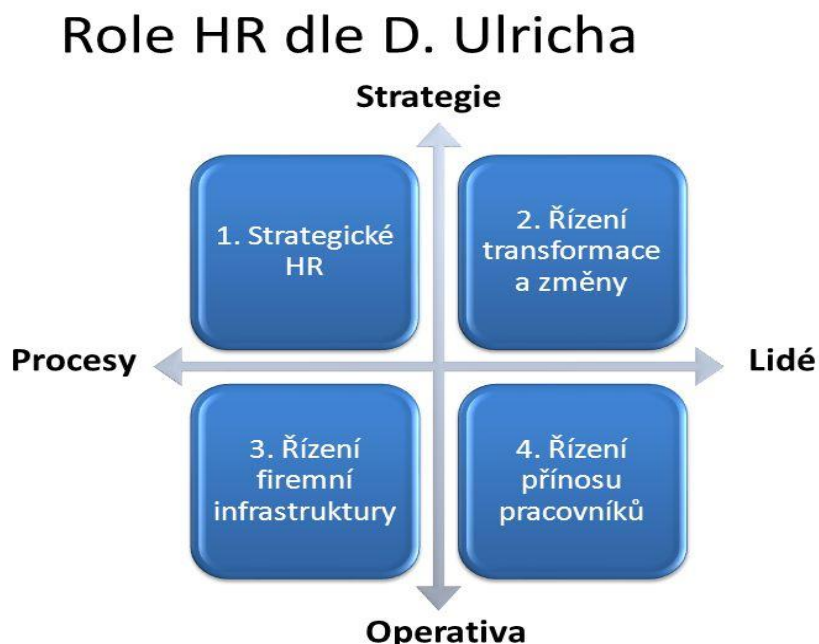 Role HR dle D. Ulricha
Strategie
1. Strategické
HR
2. Řízení
transformace
a změny
Procesy
Lidé
3. Řízení
firemní
infrastruktury
4. Řízení
přínosu
pracovníků
Operativa